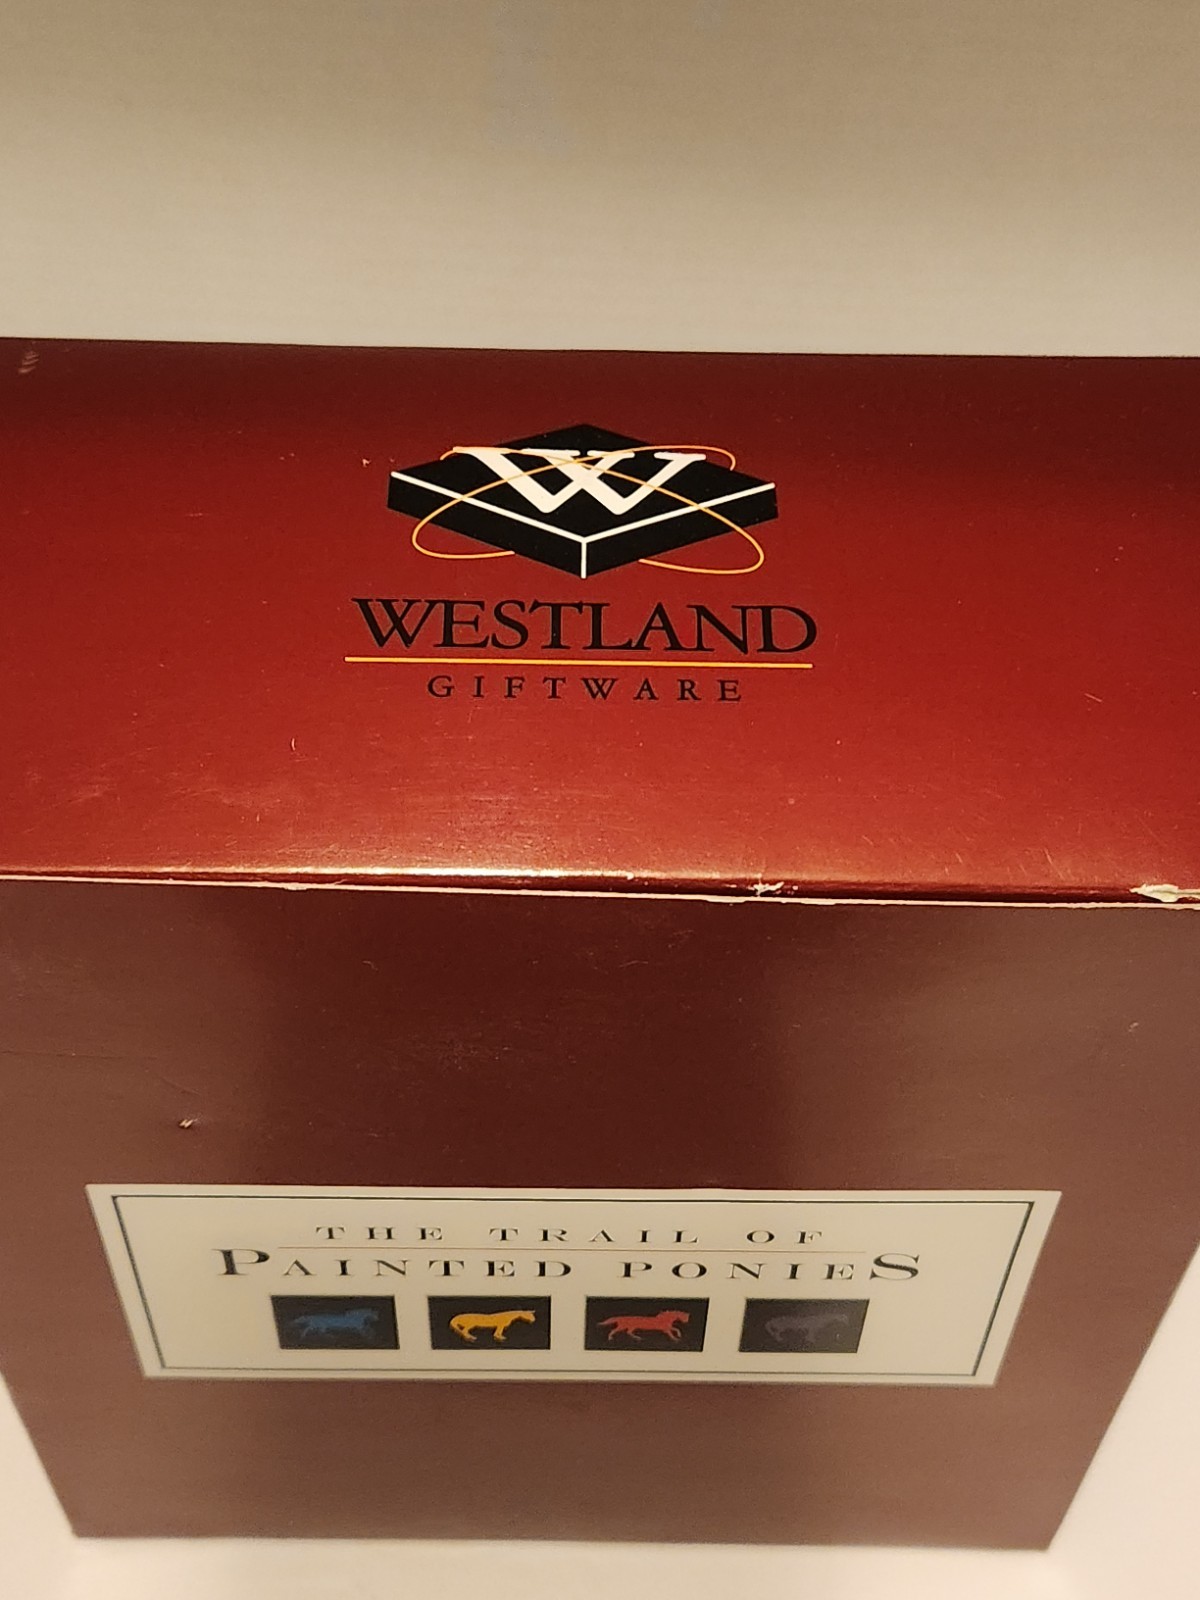 W
WESTLAND
GIFTWARE
THE TRAIL OF
PAINTED PONIES